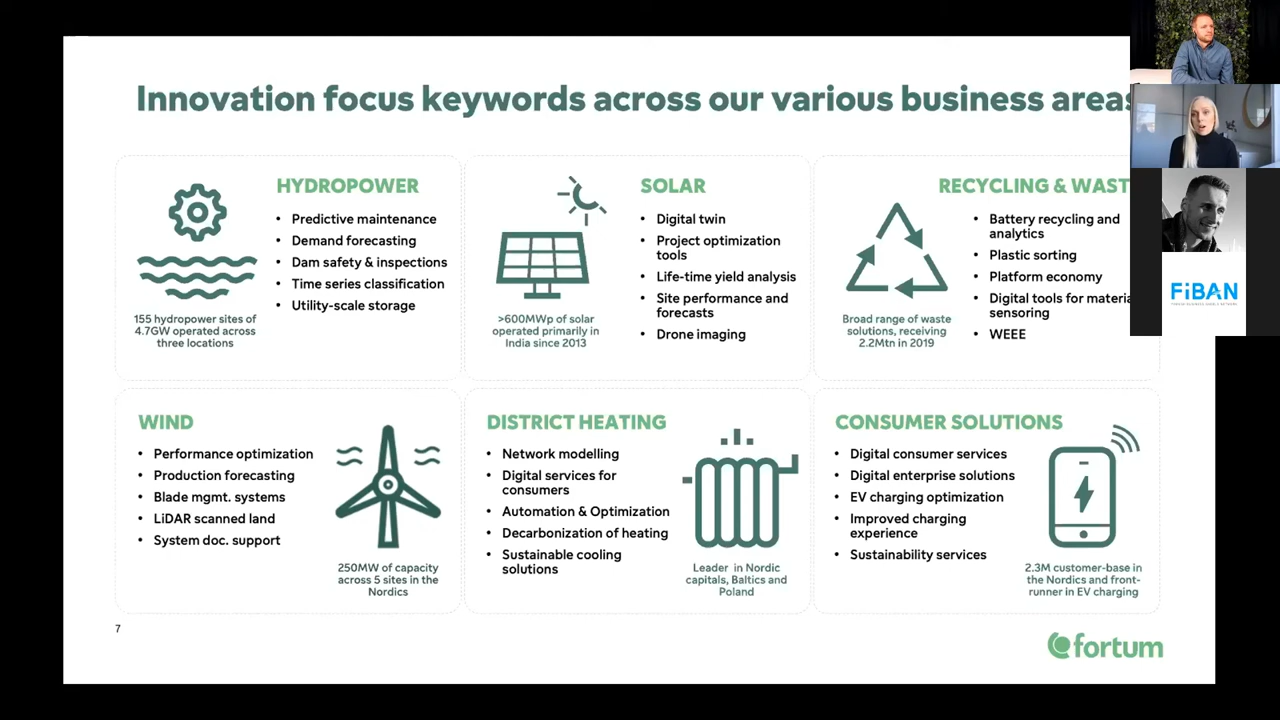 Innovation focus keywords across our various business areas
HYDROPOWER
• Predictive maintenance
• Demand forecasting
• Dam safety & inspections
• Time series classification
• Utility-scale storage
155 hydropower sites of
4.7GW operated across
three locations
SOLAR
• Digital twin
• Project optimization
tools
• Life-time yield analysis
• Site performance and
forecasts
• Drone imaging
>600MWp of solar
operated primarily in
India since 2013
RECYCLING & WAST
• Battery recycling and
analytics
• Plastic sorting
• Platform economy
• Digital tools for materia
sensoring
• WEEE
Broad range of waste
solutions, receiving
2.2Mtn in 2019
WIND
• Performance optimization
• Production forecasting
• Blade mgmt. systems
• LiDAR scanned land
• System doc. support
250MW of capacity
across 5 sites in the
Nordics
DISTRICT HEATING
• Network modelling
• Digital services for
consumers
• Automation & Optimization
• Decarbonization of heating
• Sustainable cooling
solutions
Leader in Nordic
capitals, Baltics and
Poland
CONSUMER SOLUTIONS
• Digital consumer services
• Digital enterprise solutions
• EV charging optimization
• Improved charging
experience
• Sustainability services
2.3M customer-base in
the Nordics and front-
runner in EV charging
7
fortum
FiBAN